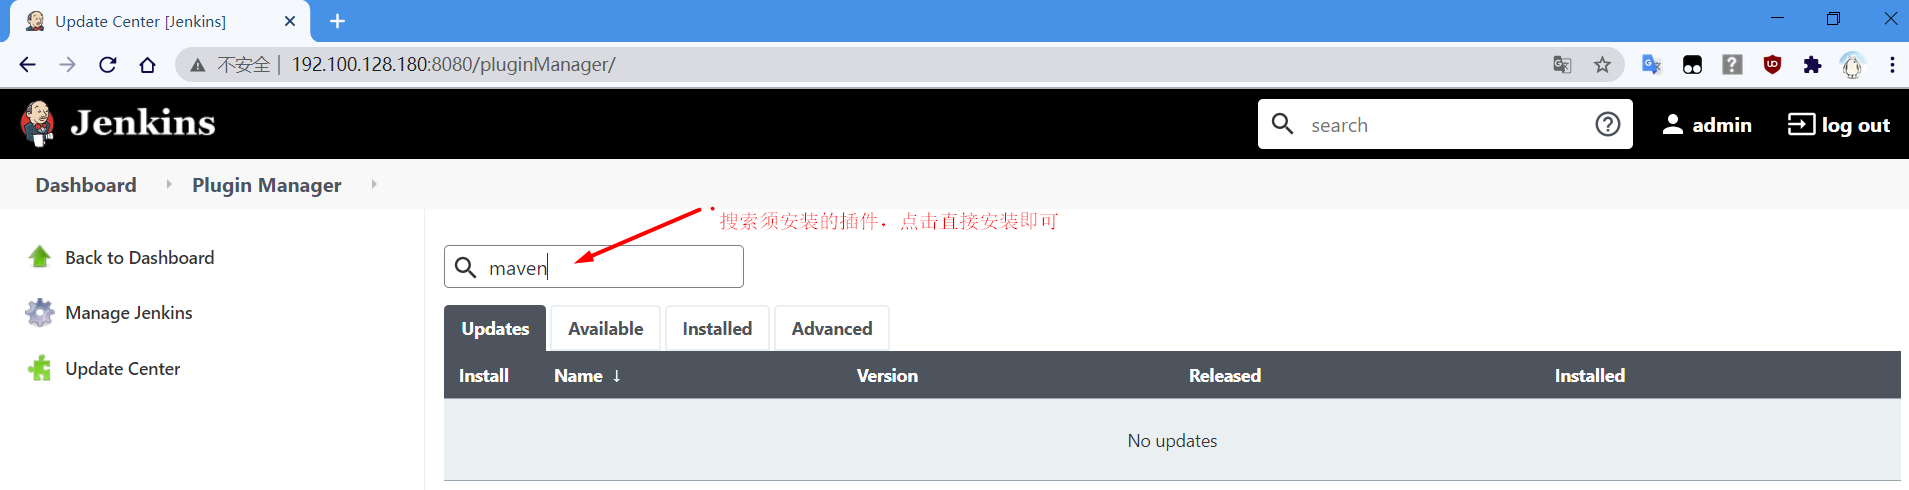 Update Center [Jenkins]
不安全 | 192.100.128.180:8080/pluginManager/
Jenkins
search
admin
log out
Dashboard
Plugin Manager
搜索须安装的插件，点击直接安装即可
Back to Dashboard
maven
Manage Jenkins
Updates
Available
Installed
Advanced
Update Center
Install
Name ↓
Version
Released
Installed
No updates